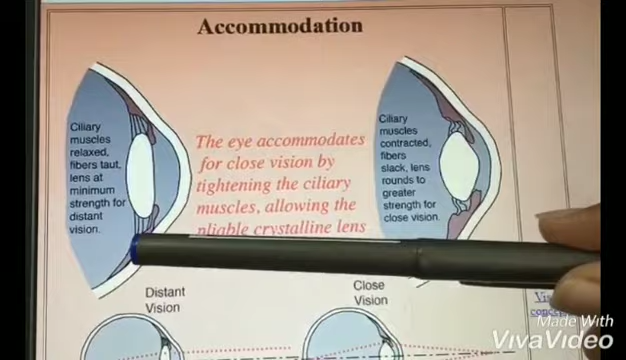 Accommodation
Ciliary
muscles
relaxed,
fibers taut,
lens at
minimum
strength for
distant
vision.
The eye accommodates
for close vision by
tightening the ciliary
muscles, allowing the
pliable crystalline lens
Ciliary
muscles
contracted,
fibers
slack, lens
rounds to
greater
strength for
close vision.
Distant
Vision
Close
Vision
Made With
VivaVideo